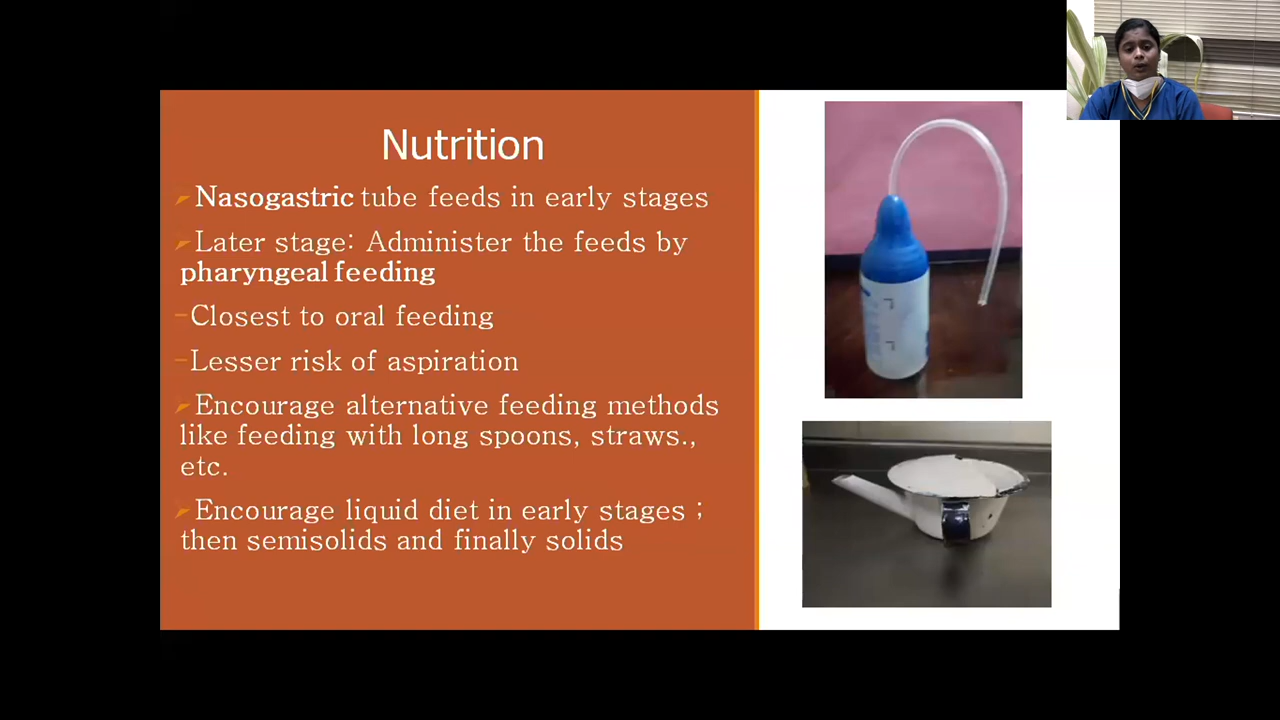 Nutrition
Nasogastric tube feeds in early stages
Later stage: Administer the feeds by
pharyngeal feeding
-Closest to oral feeding
-Lesser risk of aspiration
Encourage alternative feeding methods
like feeding with long spoons, straws.,
etc.
Encourage liquid diet in early stages ;
then semisolids and finally solids